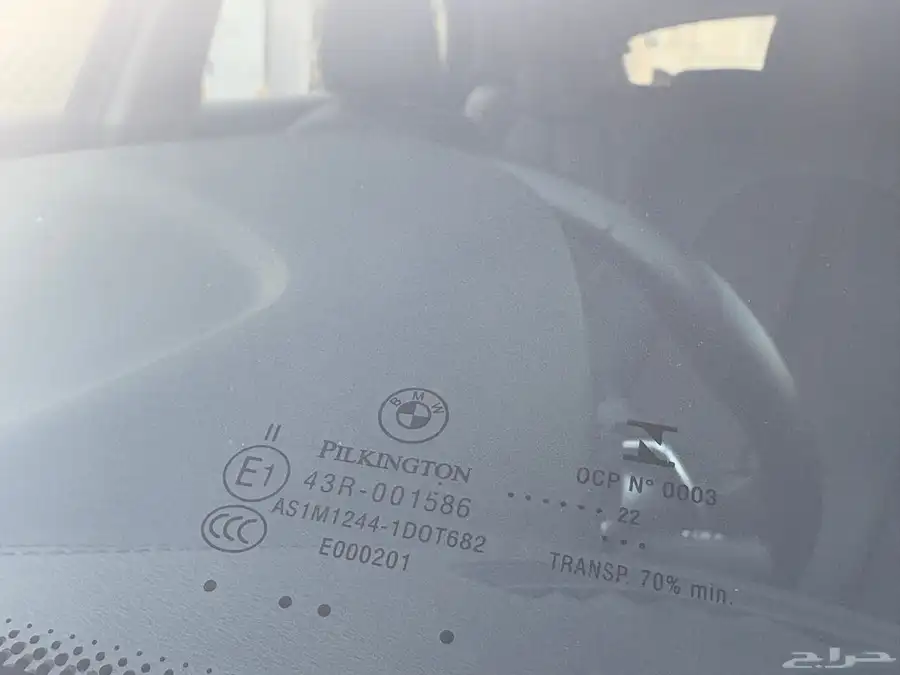 BMW
II
E1
PILKINGTON
43R-001586
AS1M1244-1DOT682
CCC
E000201
OCP N° 0003
......22
...
TRANSP. 70% min.
حراج